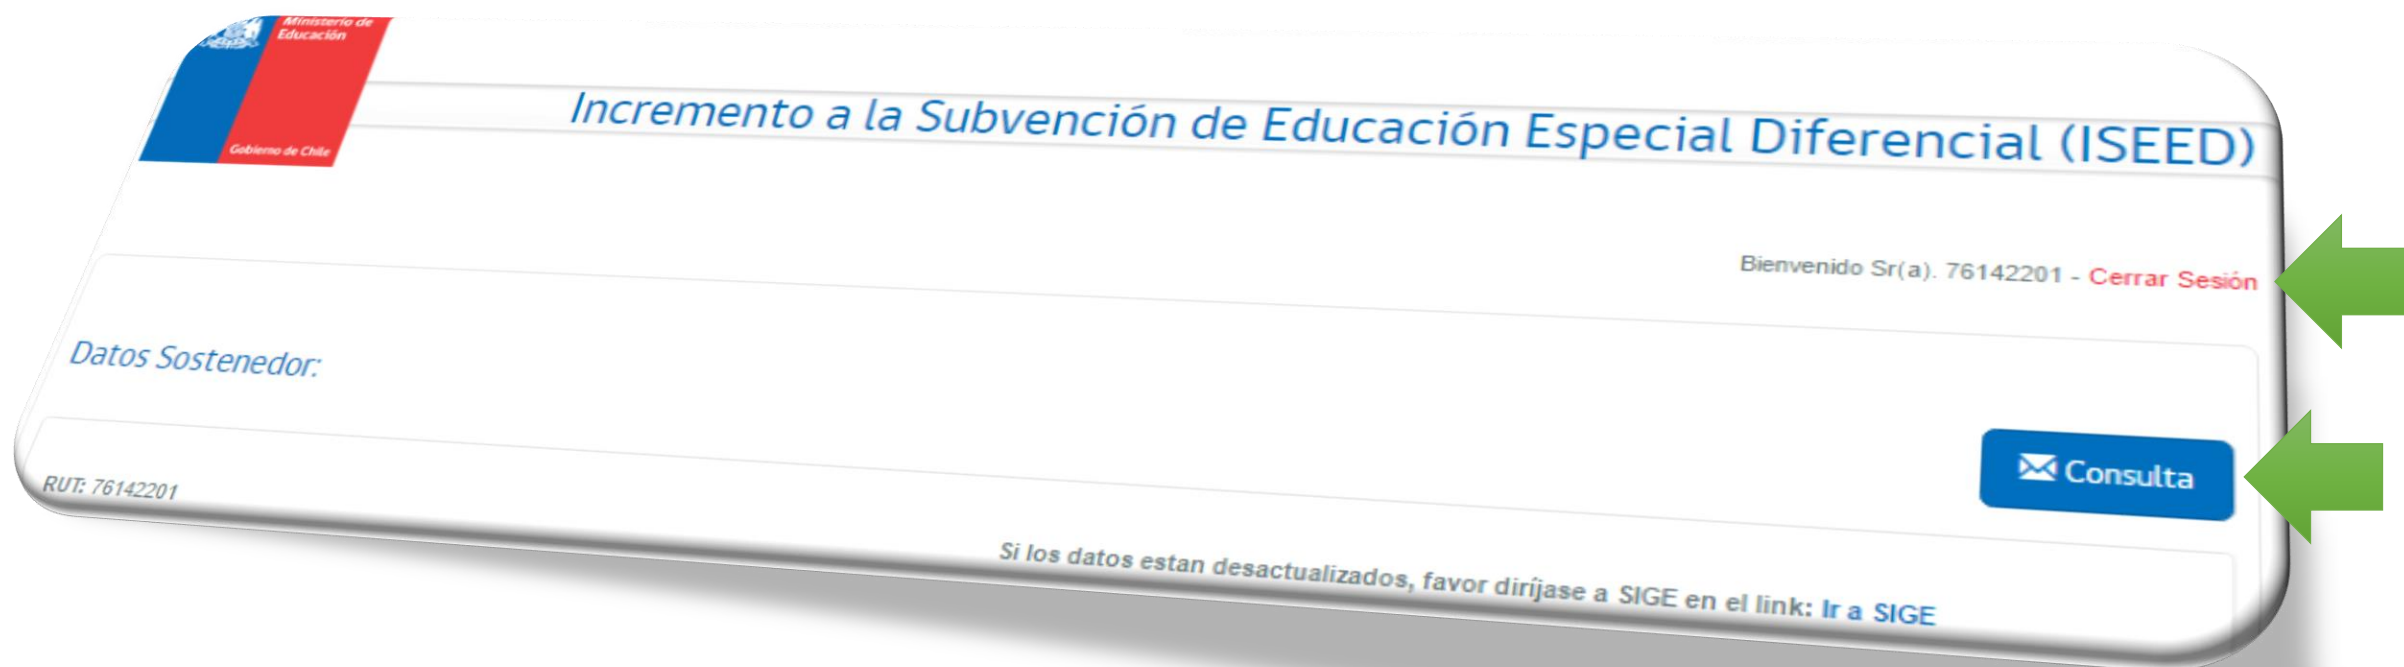 Ministerio de
Educación
Gobierno de Chile
Incremento a la Subvención de Educación Especial Diferencial (ISEED)
Bienvenido Sr(a). 76142201 - Cerrar Sesión
Datos Sostenedor:
Consulta
RUT: 76142201
Si los datos estan desactualizados, favor diríjase a SIGE en el link: Ir a SIGE